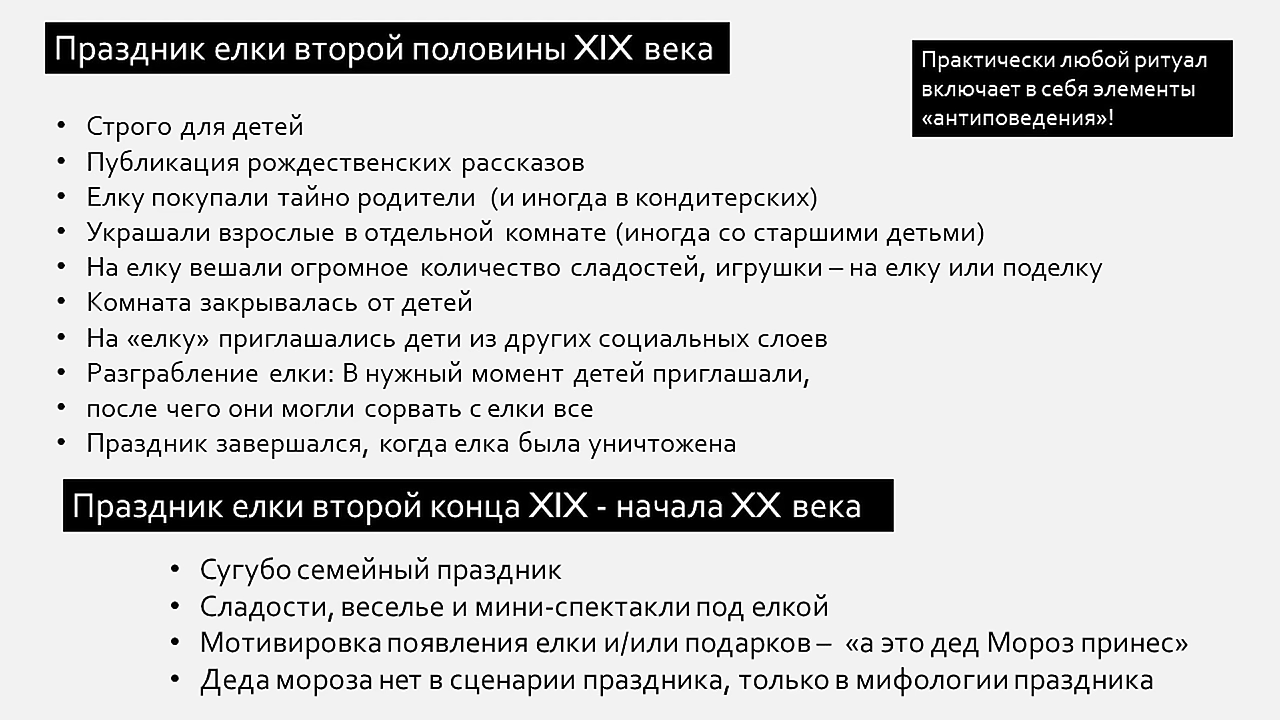 Праздник елки второй половины XIX века
Практически любой ритуал
включает в себя элементы
«антиповедения»!
• Строго для детей
• Публикация рождественских рассказов
• Елку покупали тайно родители (и иногда в кондитерских)
• Украшали взрослые в отдельной комнате (иногда со старшими детьми)
• На елку вешали огромное количество сладостей, игрушки – на елку или поделку
• Комната закрывалась от детей
• На «елку» приглашались дети из других социальных слоев
• Разграбление елки: В нужный момент детей приглашали,
• после чего они могли сорвать с елки все
• Праздник завершался, когда елка была уничтожена
Праздник елки второй конца XIX - начала XX века
• Сугубо семейный праздник
• Сладости, веселье и мини-спектакли под елкой
• Мотивировка появления елки и/или подарков – «а это дед Мороз принес»
• Деда мороза нет в сценарии праздника, только в мифологии праздника